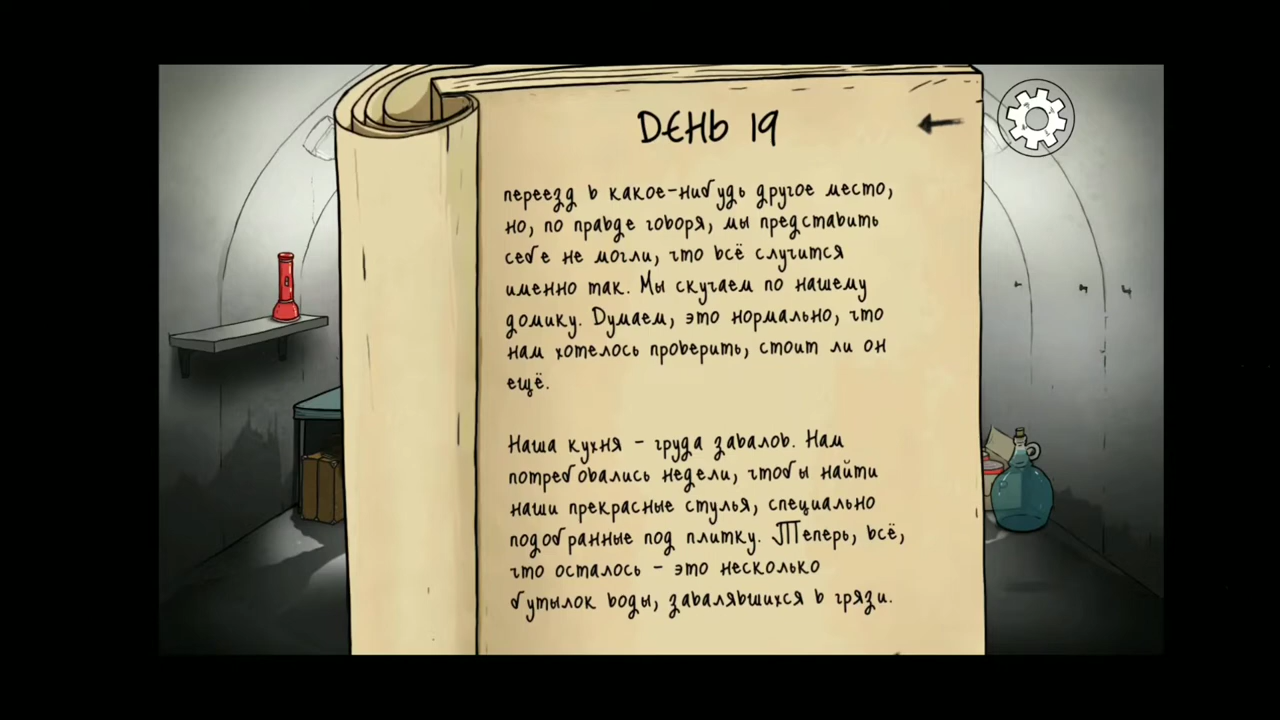 ДЕНЬ 19
переезд в какое-нибудь другое место,
но, по правде говоря, мы представить
себе не могли, что всё случится
именно так. Мы скучаем по нашему
домику. Думаем, это нормально, что
нам хотелось проверить, стоит ли он
ещё.
Наша кухня - груда завалов. Нам
потребовались недели, чтобы найти
наши прекрасные стулья, специально
подобранные под плитку. Теперь, всё,
что осталось - это несколько
бутылок воды, завалявшихся в грязи.